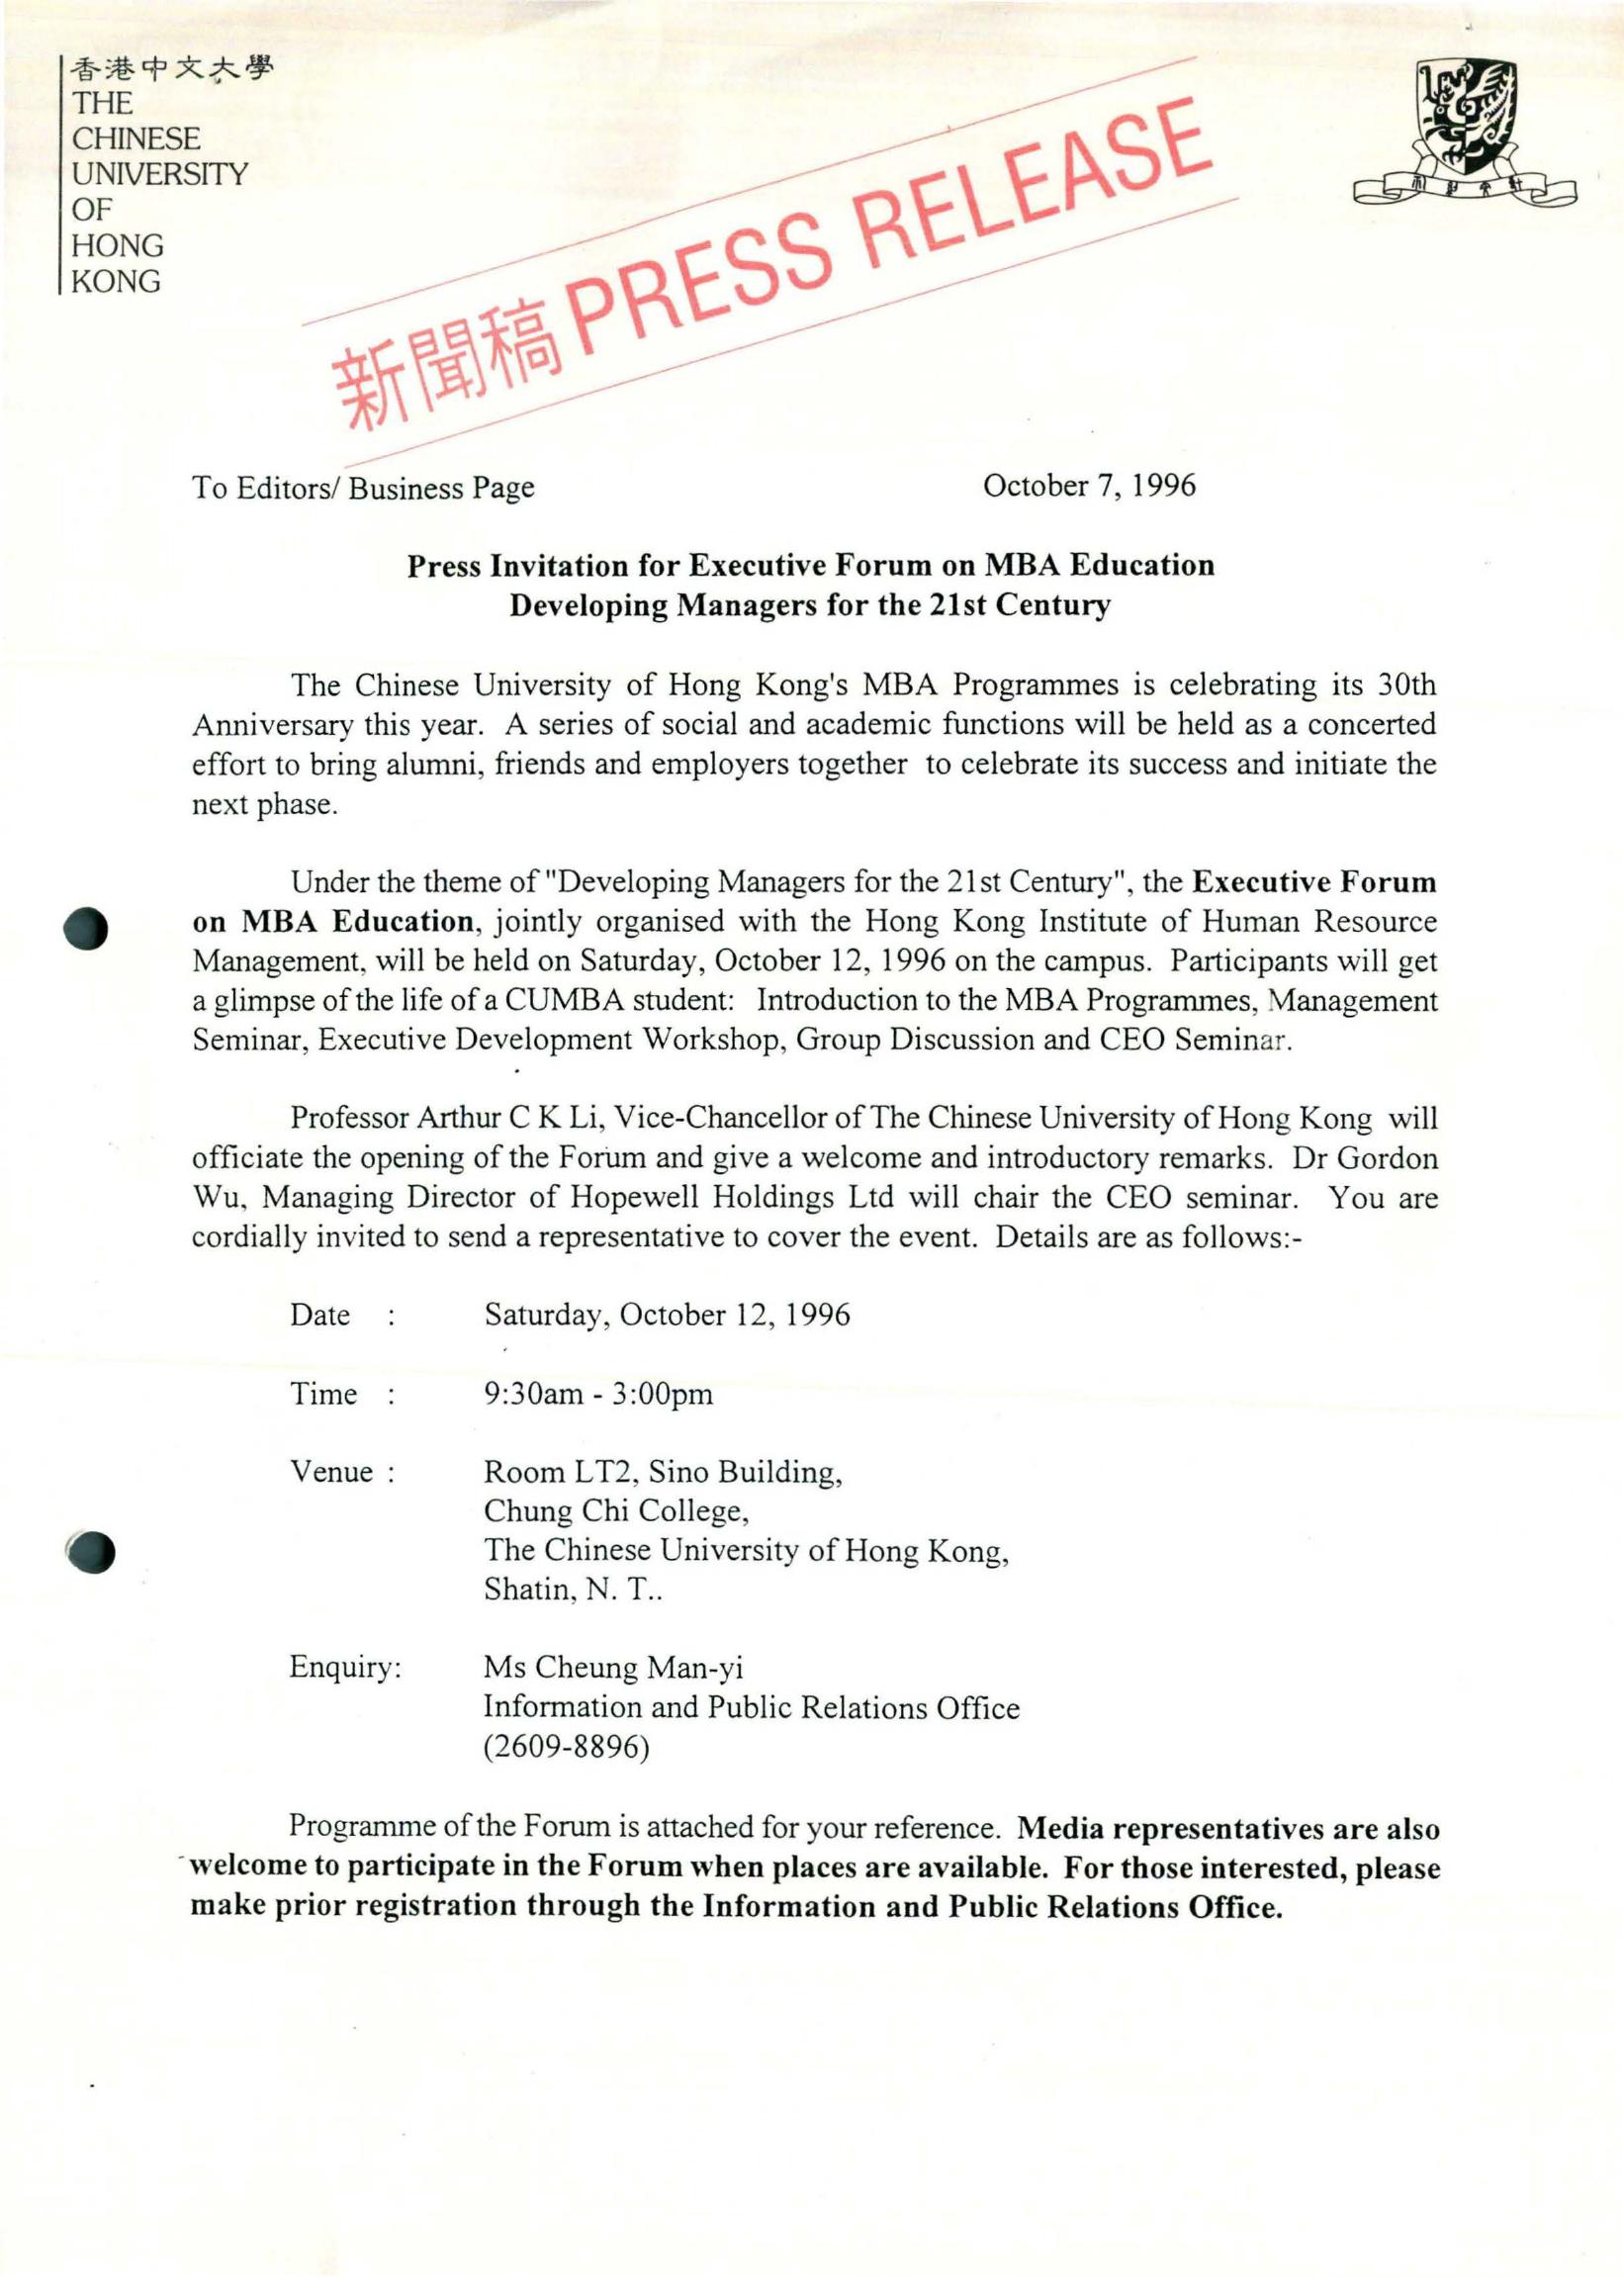 香港中文大學
THE
CHINESE
UNIVERSITY
OF
HONG
KONG
新聞稿 PRESS RELEASE
To Editors/ Business Page October 7, 1996
Press Invitation for Executive Forum on MBA Education
Developing Managers for the 21st Century
The Chinese University of Hong Kong's MBA Programmes is celebrating its 30th
Anniversary this year. A series of social and academic functions will be held as a concerted
effort to bring alumni, friends and employers together to celebrate its success and initiate the
next phase.
Under the theme of "Developing Managers for the 21st Century", the Executive Forum
on MBA Education, jointly organised with the Hong Kong Institute of Human Resource
Management, will be held on Saturday, October 12, 1996 on the campus. Participants will get
a glimpse of the life of a CUMBA student: Introduction to the MBA Programmes, Management
Seminar, Executive Development Workshop, Group Discussion and CEO Seminar.
Professor Arthur C K Li, Vice-Chancellor of The Chinese University of Hong Kong will
officiate the opening of the Forum and give a welcome and introductory remarks. Dr Gordon
Wu, Managing Director of Hopewell Holdings Ltd will chair the CEO seminar. You are
cordially invited to send a representative to cover the event. Details are as follows:-
Date : Saturday, October 12, 1996
Time : 9:30am - 3:00pm
Venue : Room LT2, Sino Building,
Chung Chi College,
The Chinese University of Hong Kong,
Shatin, N. T..
Enquiry: Ms Cheung Man-yi
Information and Public Relations Office
(2609-8896)
Programme of the Forum is attached for your reference. Media representatives are also
welcome to participate in the Forum when places are available. For those interested, please
make prior registration through the Information and Public Relations Office.